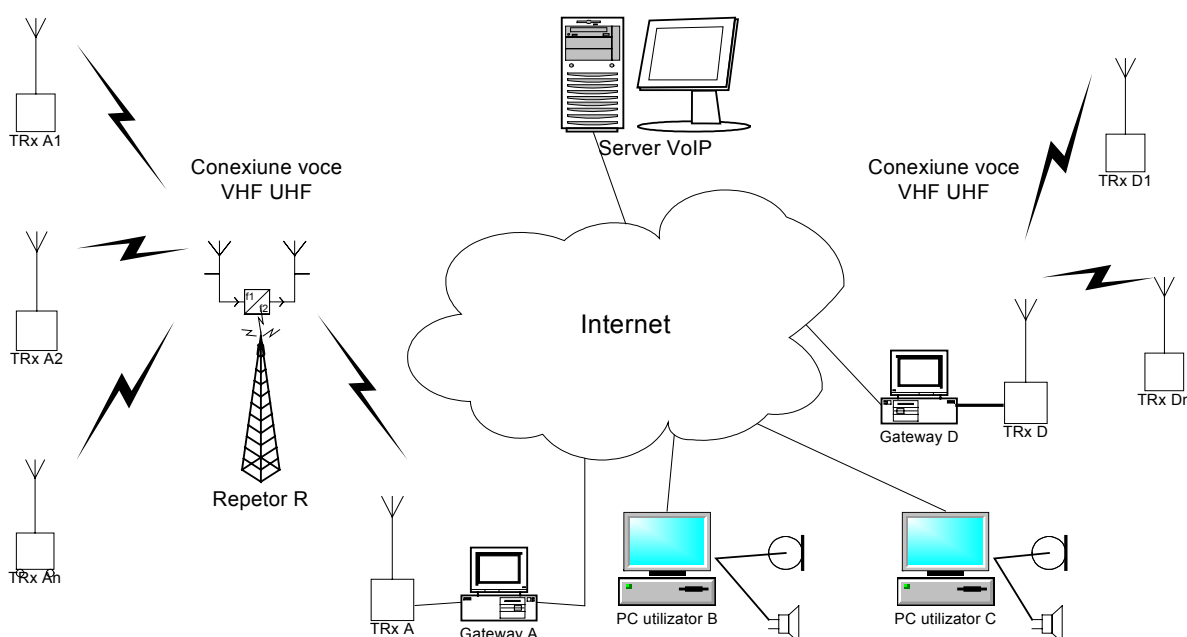 TRx A1
Conexiune voce
VHF UHF
Server VoIP
Conexiune voce
VHF UHF
TRx D1
f1
f2
TRx A2
Internet
TRx Dn
Gateway D
TRx D
Repetor R
TRx An
TRx A
Gateway A
PC utilizator B
PC utilizator C